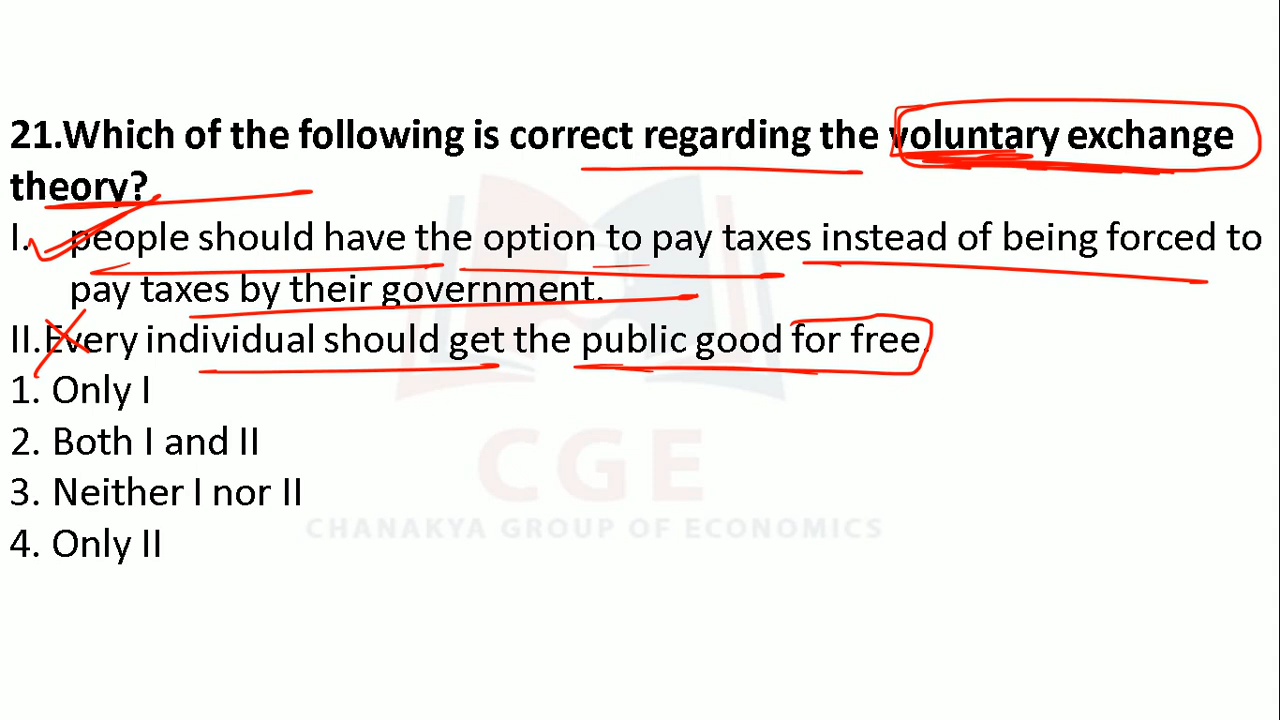 21.Which of the following is correct regarding the voluntary exchange
theory?
I. people should have the option to pay taxes instead of being forced to
pay taxes by their government.
II.Every individual should get the public good for free.
1. Only I
2. Both I and II
3. Neither I nor II
4. Only II
CGE
CHANAKYA GROUP OF ECONOMICS